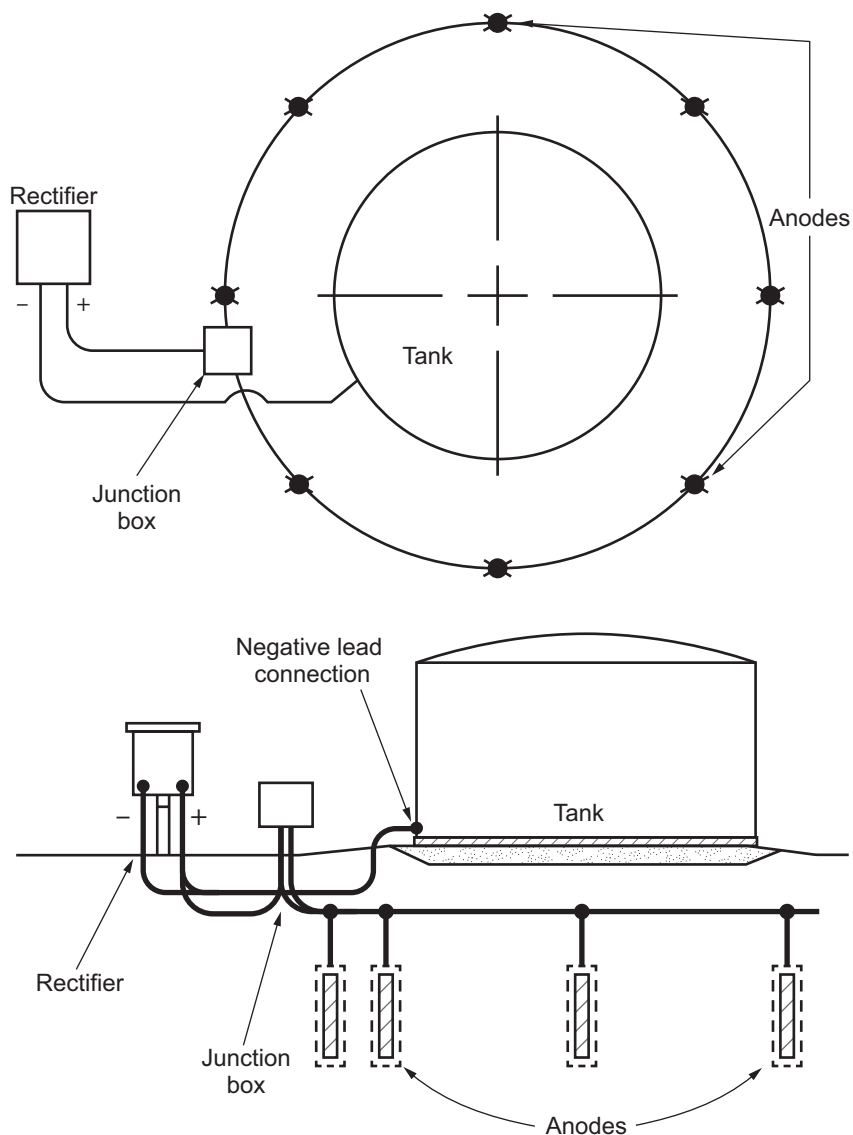 Rectifier
− +
Anodes
Tank
Junction
box
Negative lead
connection
− +
Tank
Rectifier
Junction
box
Anodes